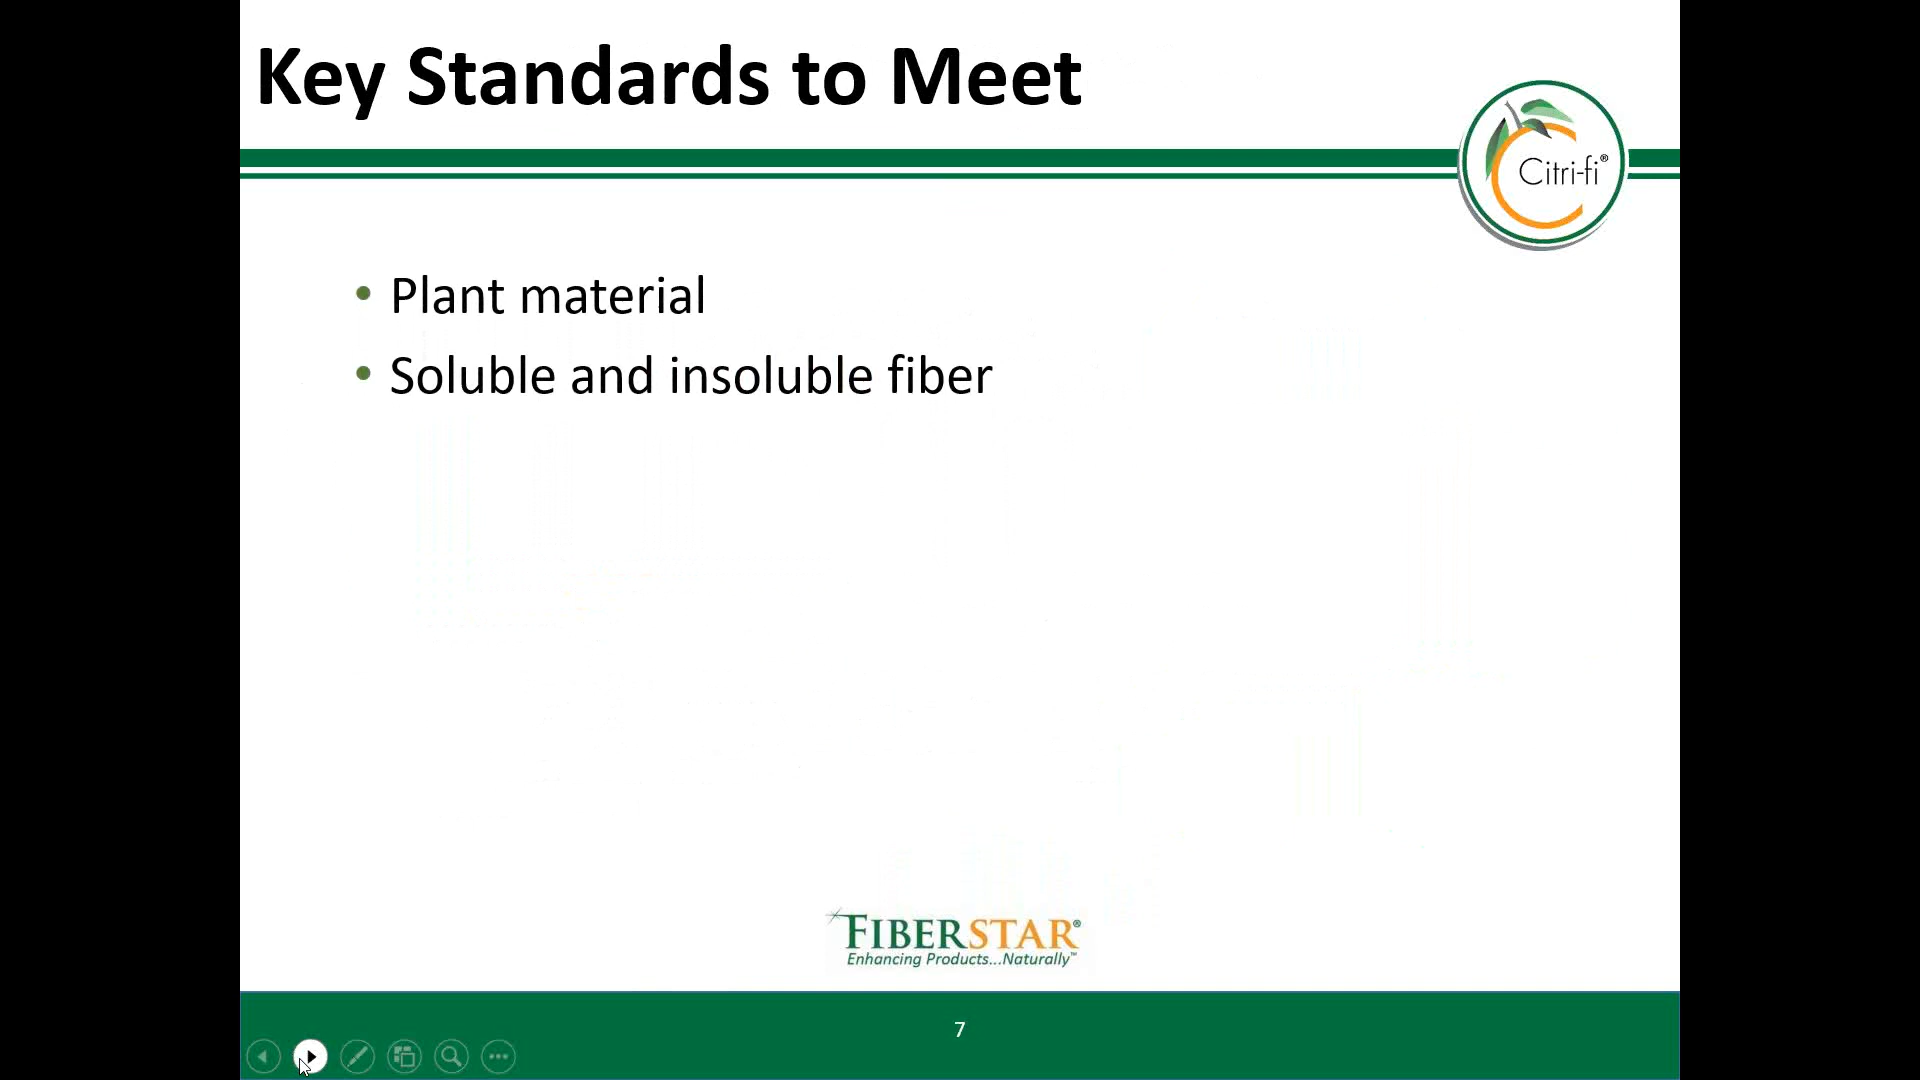 Key Standards to Meet
Citri-fi®
• Plant material
• Soluble and insoluble fiber
FIBERSTAR®
Enhancing Products...Naturally™
7